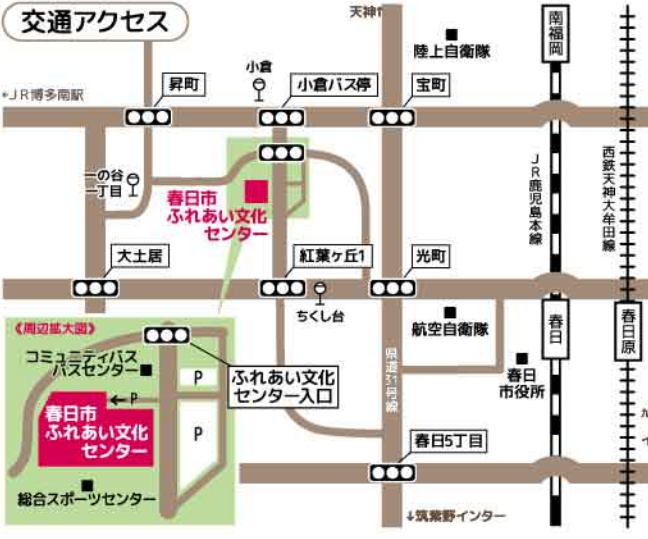 交通アクセス
天神
南福岡
陸上自衛隊
小倉
昇町
小倉バス停
宝町
←JR博多南駅
一の谷
一丁目
春日市
ふれあい文化
センター
JR鹿児島本線
西鉄天神大牟田線
大土居
紅葉ヶ丘1
光町
ちくし台
航空自衛隊
春日
春日原
《周辺拡大図》
コミュニティバス
バスセンター
P
ふれあい文化
センター入口
県道31号線
春日
市役所
←P
春日市
ふれあい文化
センター
P
春日5丁目
総合スポーツセンター
↓筑紫野インター